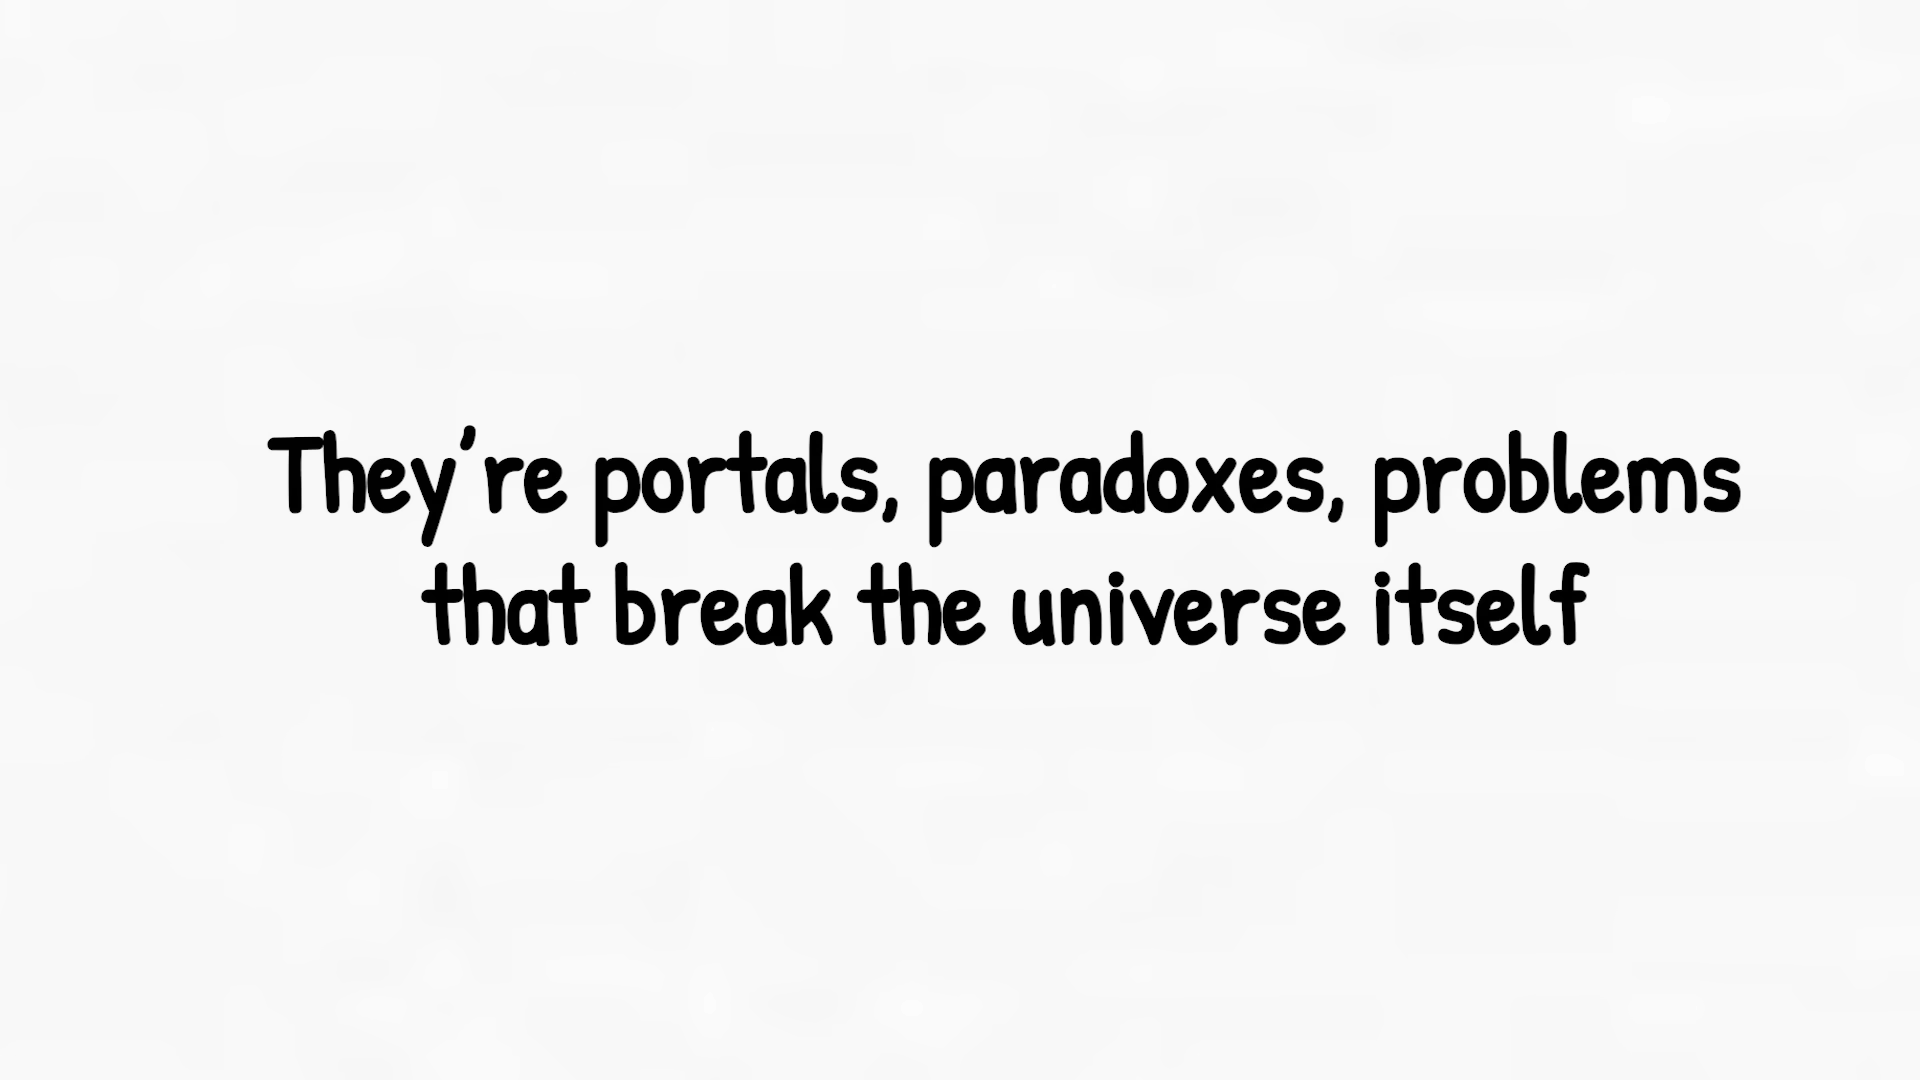 They’re portals, paradoxes, problems
that break the universe itself